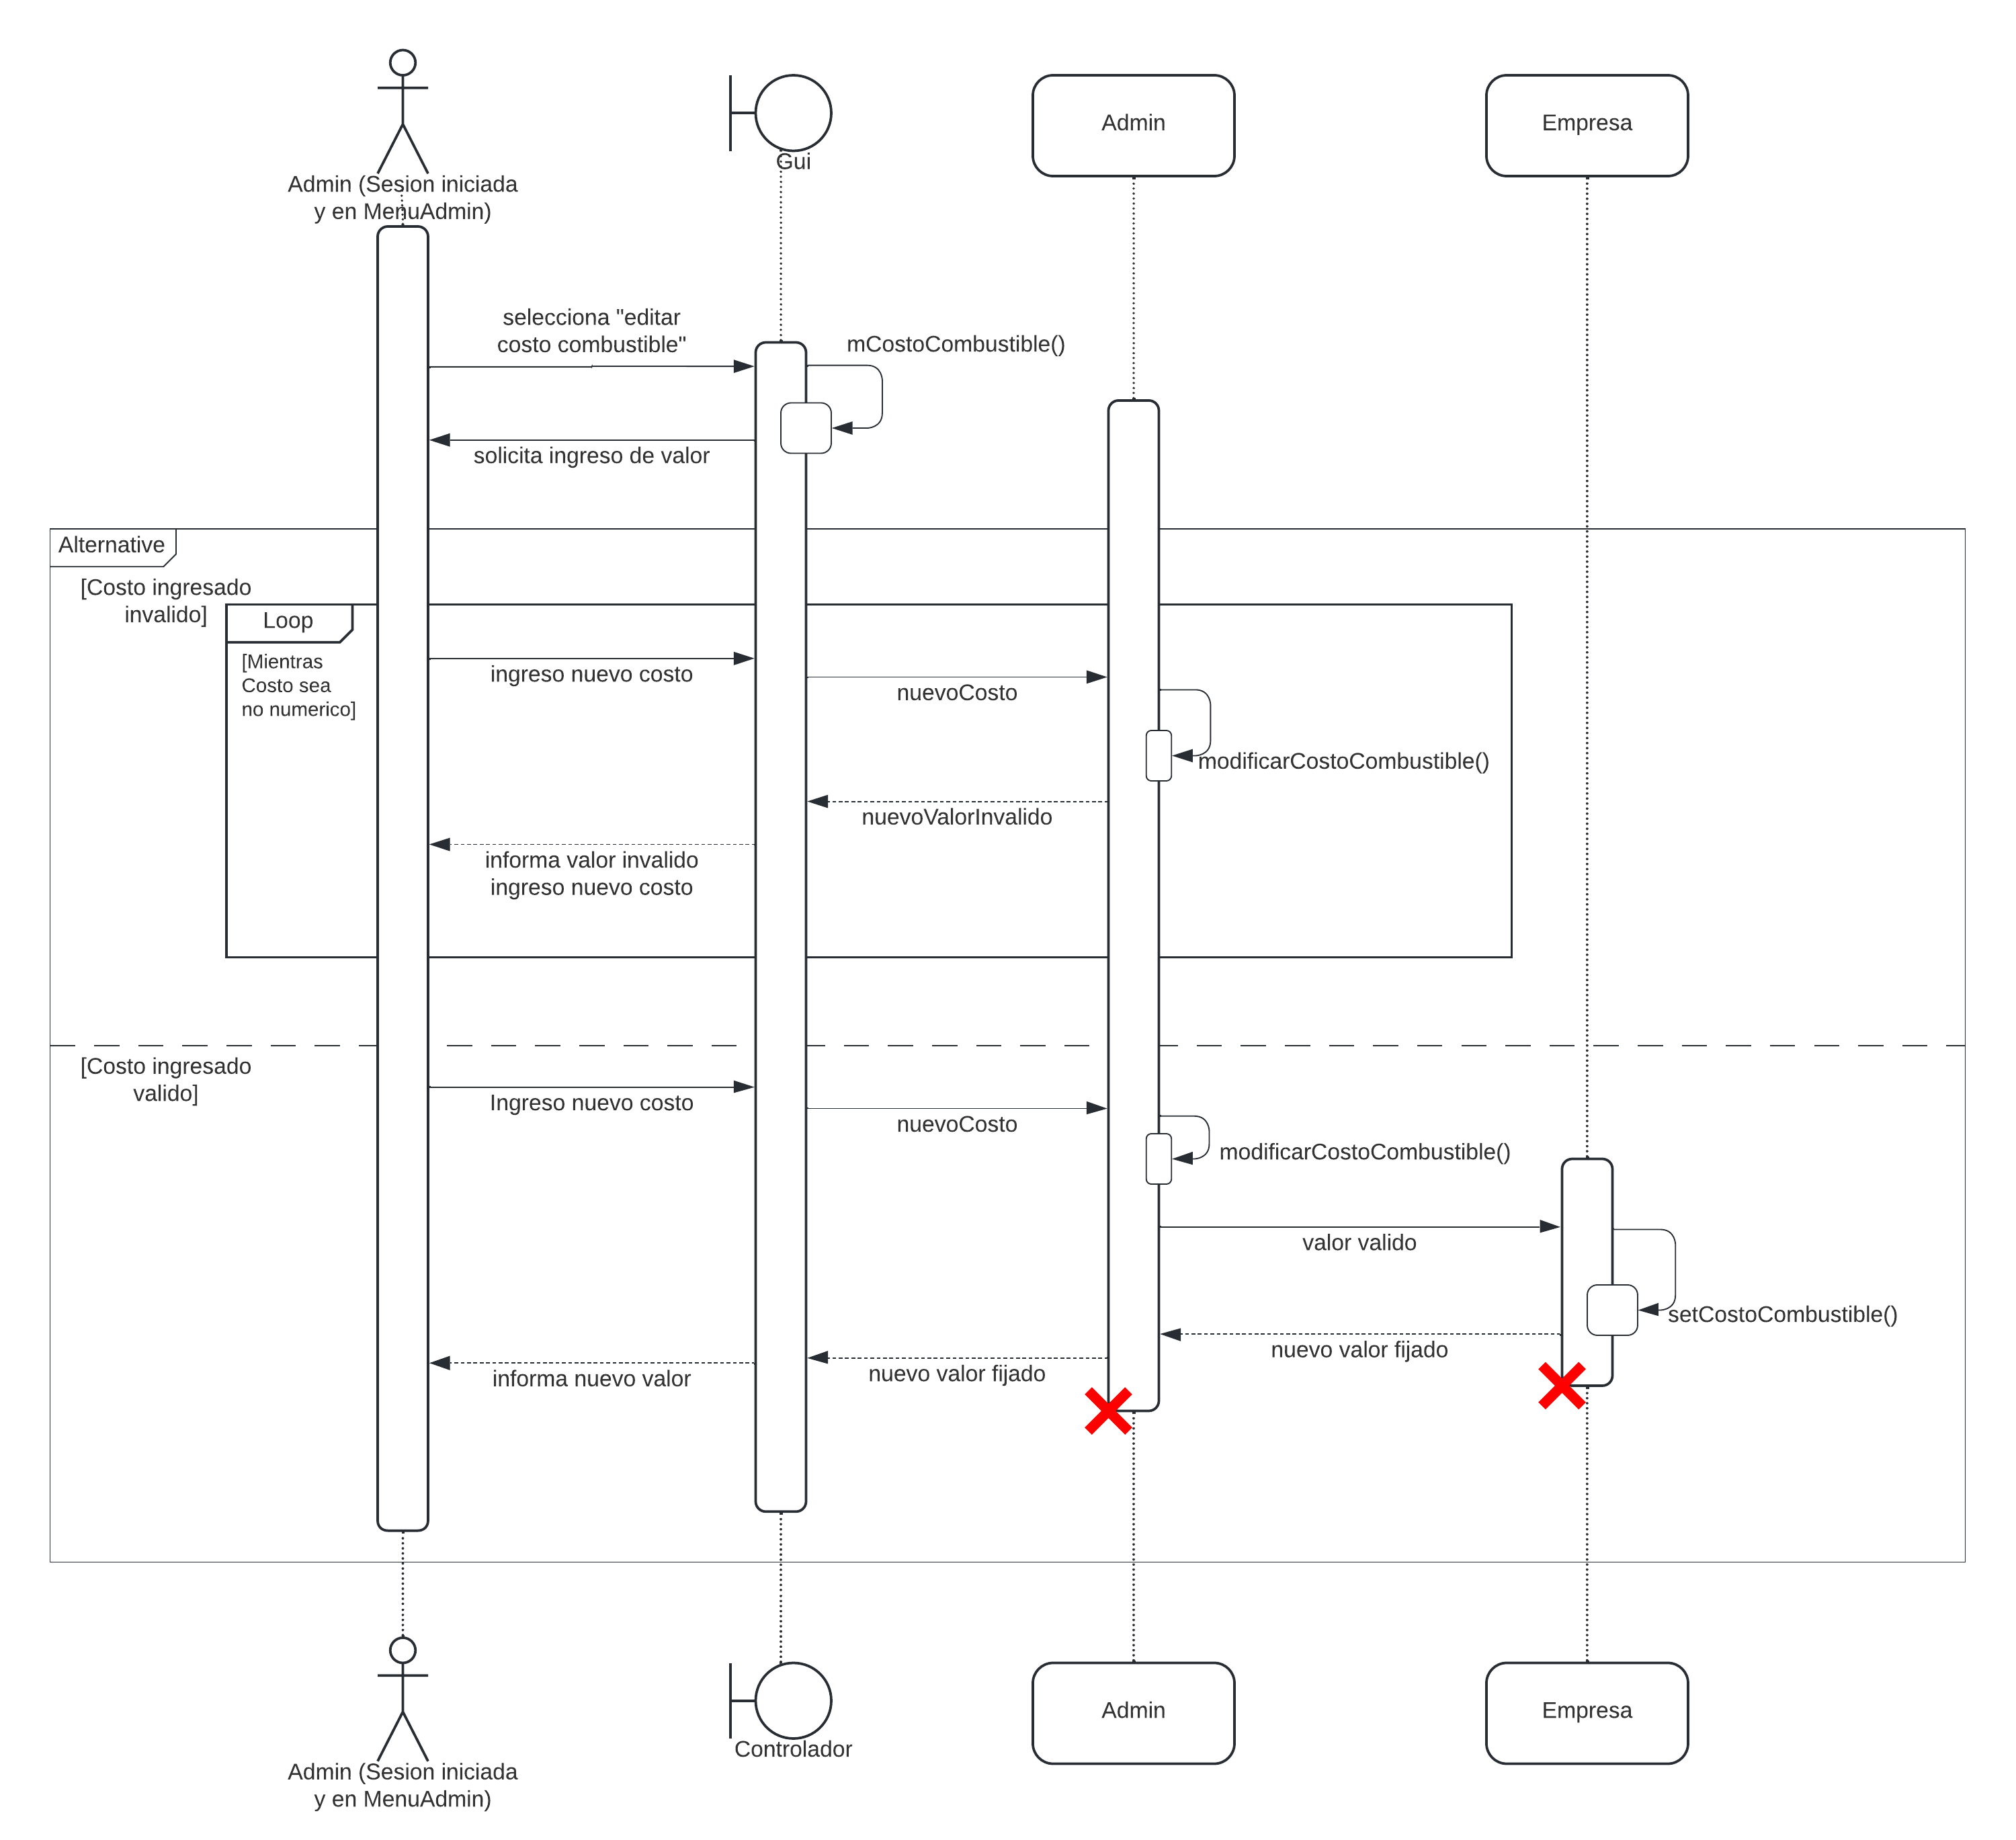 Admin (Sesion iniciada
y en MenuAdmin)
Gui
Admin
Empresa
selecciona "editar
costo combustible"
mCostoCombustible()
solicita ingreso de valor
Alternative
[Costo ingresado
invalido]
Loop
[Mientras
Costo sea
no numerico]
ingreso nuevo costo
nuevoCosto
modificarCostoCombustible()
nuevoValorInvalido
informa valor invalido
ingreso nuevo costo
[Costo ingresado
valido]
Ingreso nuevo costo
nuevoCosto
modificarCostoCombustible()
valor valido
setCostoCombustible()
nuevo valor fijado
nuevo valor fijado
informa nuevo valor
Admin (Sesion iniciada
y en MenuAdmin)
Controlador
Admin
Empresa